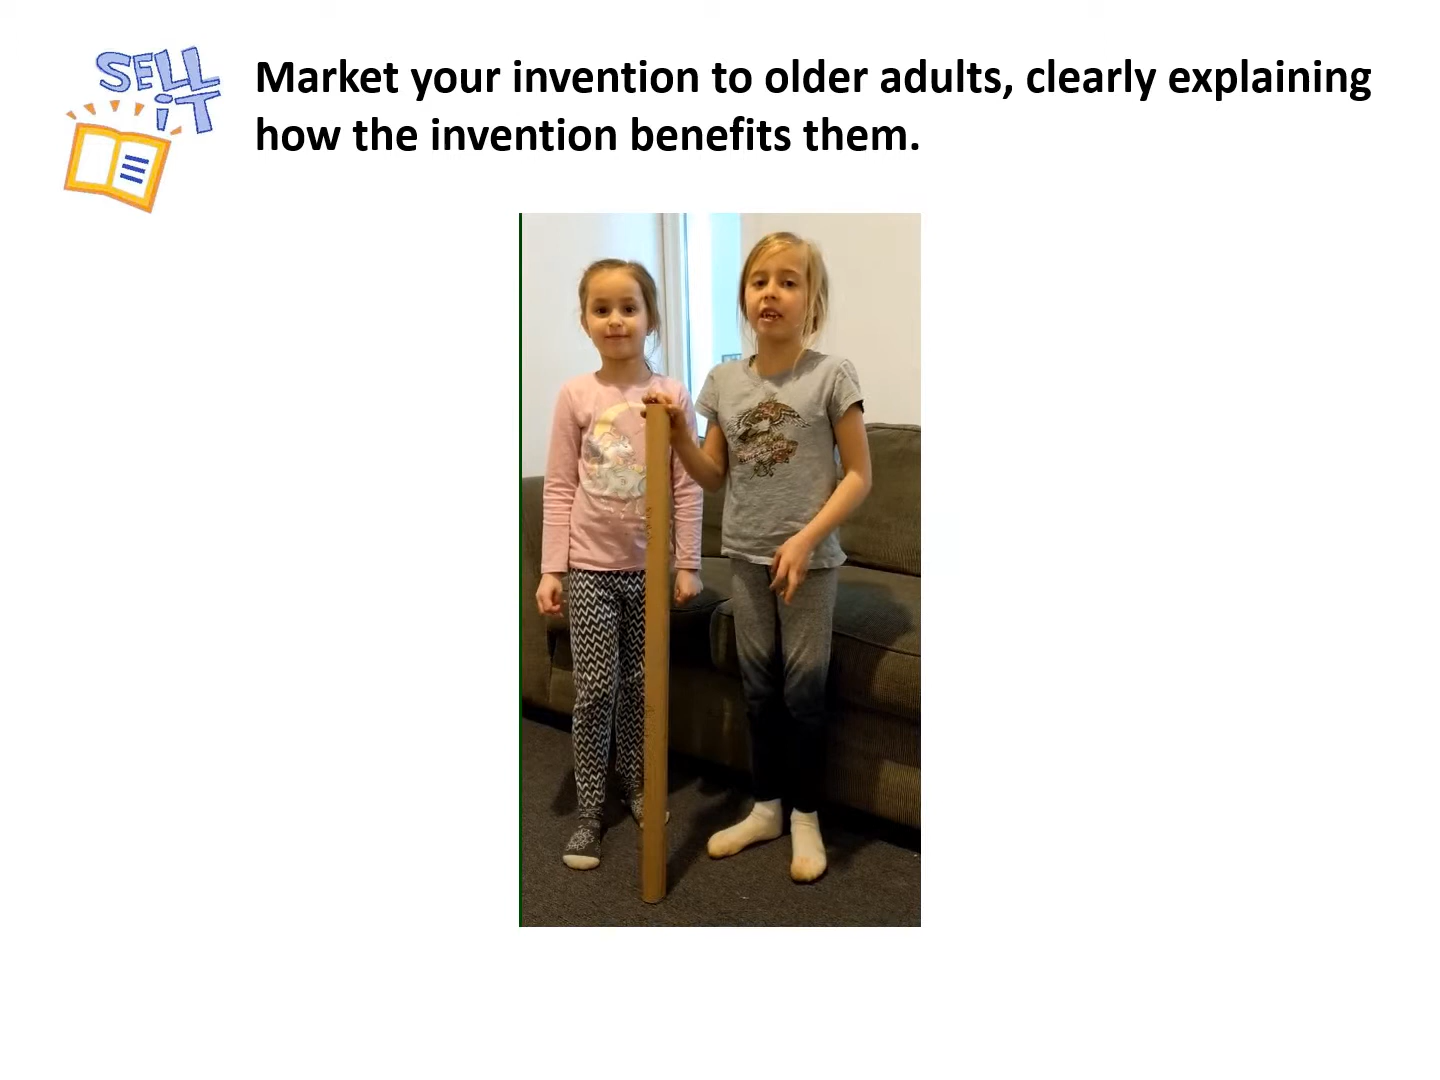 SELL
iT
Market your invention to older adults, clearly explaining
how the invention benefits them.